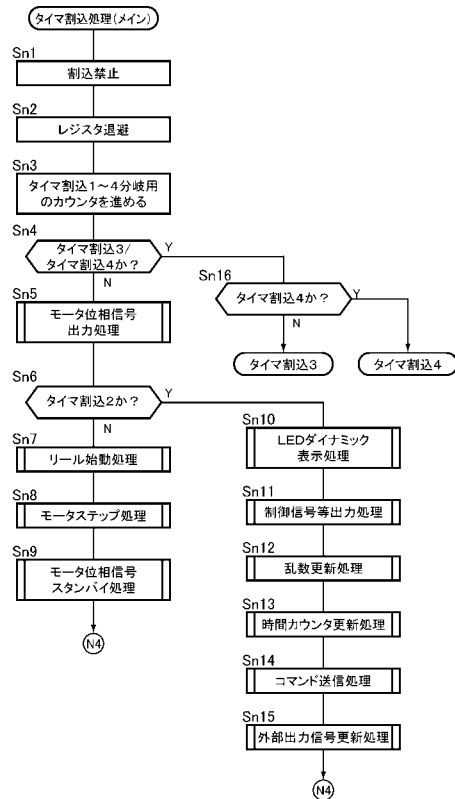 タイマ割込処理(メイン)
Sn1
割込禁止
Sn2
レジスタ退避
Sn3
タイマ割込1～4分岐用
のカウンタを進める
Sn4
タイマ割込3/
タイマ割込4か？
Y
N
Sn16
タイマ割込4か？
Y
N
タイマ割込3
タイマ割込4
Sn5
モータ位相信号
出力処理
Sn6
タイマ割込2か？
Y
N
Sn7
リール始動処理
Sn8
モータステップ処理
Sn9
モータ位相信号
スタンバイ処理
N4
Sn10
LEDダイナミック
表示処理
Sn11
制御信号等出力処理
Sn12
乱数更新処理
Sn13
時間カウンタ更新処理
Sn14
コマンド送信処理
Sn15
外部出力信号更新処理
N4